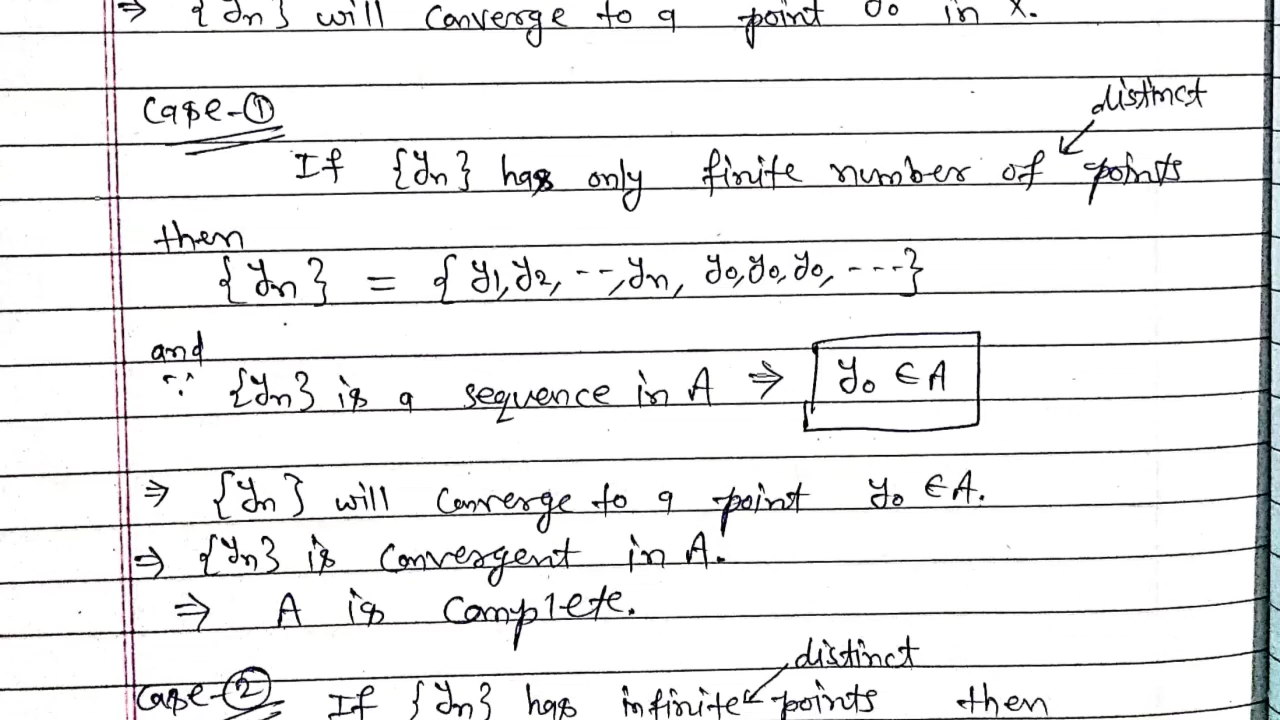 ⇒ {yn} will converge to a point y0 in X.
Case-①
distinct
If {yn} has only finite number of points
then
{yn} = {y1, y2, --, yn, y0, y0, y0, ----}
and
∵ {yn} is a sequence in A ⇒ y0 ∈ A
⇒ {yn} will converge to a point y0 ∈ A.
⇒ {yn} is convergent in A.
⇒ A is complete.
distinct
Case-② If {yn} has infinite points then